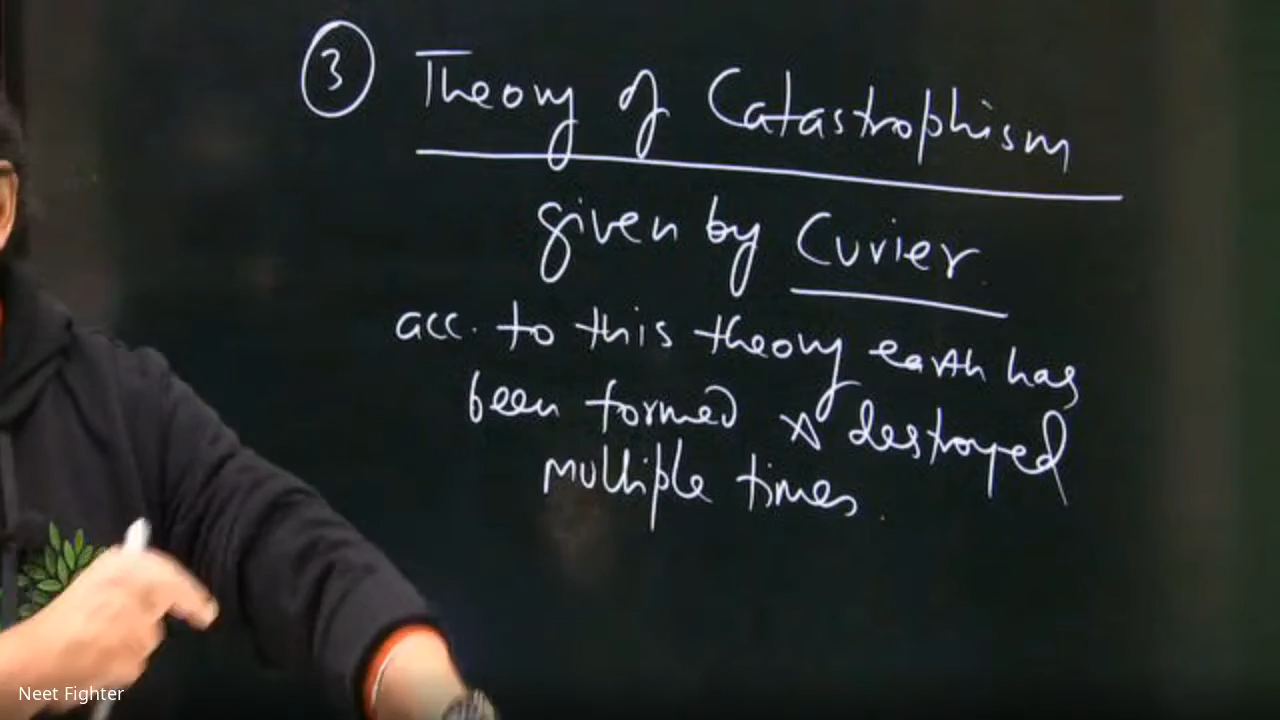 ③ Theory of Catastrophism
given by Cuvier.
acc. to this theory earth has
been formed & destroyed
multiple times.
Neet Fighter